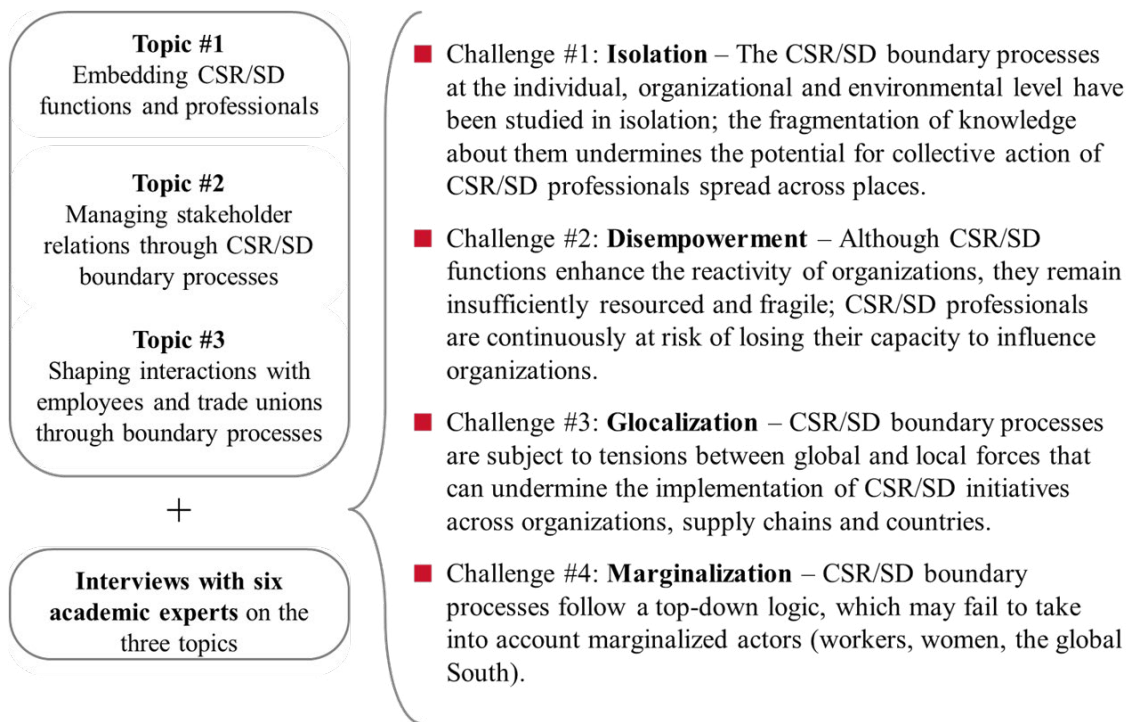 Topic #1
Embedding CSR/SD
functions and professionals
Topic #2
Managing stakeholder
relations through CSR/SD
boundary processes
Topic #3
Shaping interactions with
employees and trade unions
through boundary processes
+
Interviews with six
academic experts on the
three topics
Challenge #1: Isolation – The CSR/SD boundary processes
at the individual, organizational and environmental level have
been studied in isolation; the fragmentation of knowledge
about them undermines the potential for collective action of
CSR/SD professionals spread across places.
Challenge #2: Disempowerment – Although CSR/SD
functions enhance the reactivity of organizations, they remain
insufficiently resourced and fragile; CSR/SD professionals
are continuously at risk of losing their capacity to influence
organizations.
Challenge #3: Glocalization – CSR/SD boundary processes
are subject to tensions between global and local forces that
can undermine the implementation of CSR/SD initiatives
across organizations, supply chains and countries.
Challenge #4: Marginalization – CSR/SD boundary
processes follow a top-down logic, which may fail to take
into account marginalized actors (workers, women, the global
South).